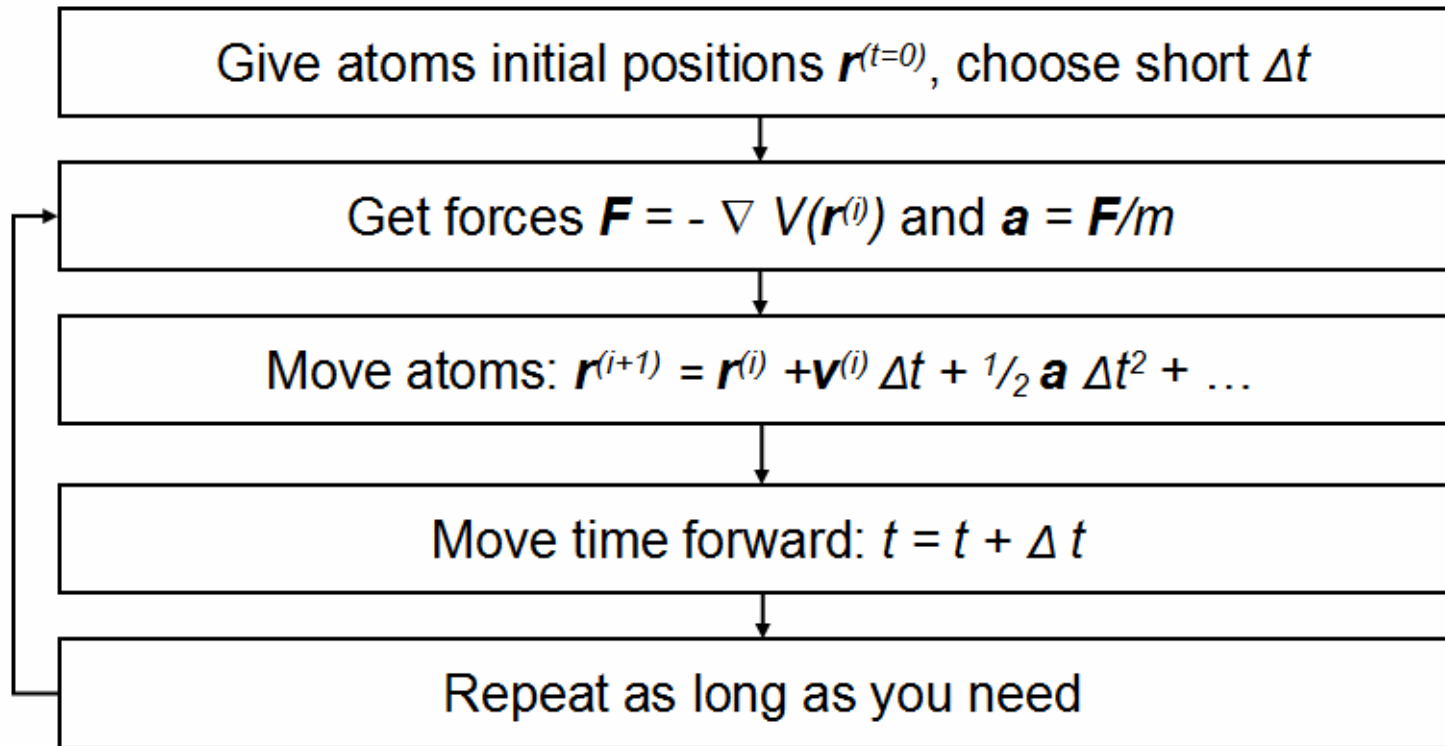 Give atoms initial positions r(t=0), choose short Δt
Get forces F = - ∇ V(r(i)) and a = F/m
Move atoms: r(i+1) = r(i) +v(i) Δt + 1/2 a Δt2 + …
Move time forward: t = t + Δ t
Repeat as long as you need